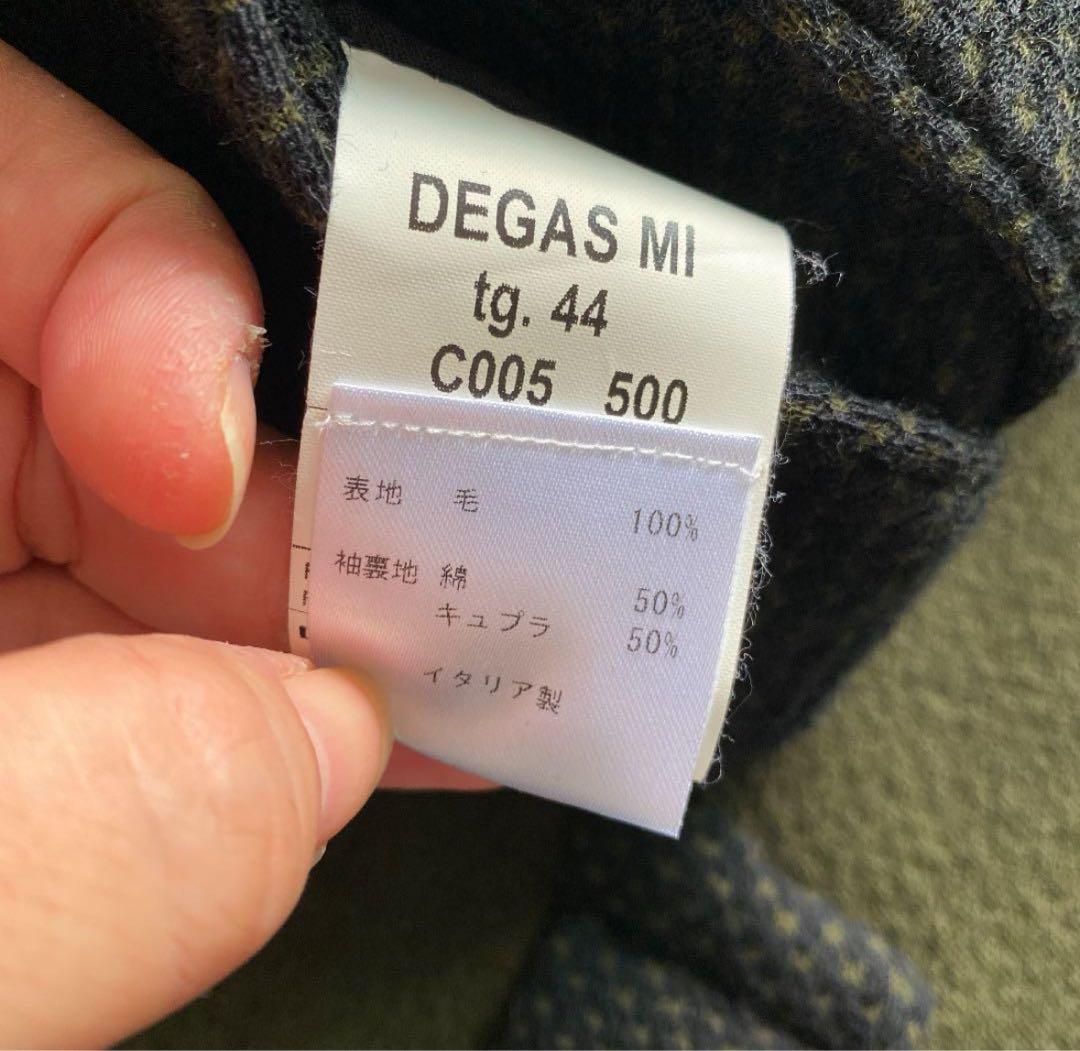 DEGAS MI
tg. 44
C005 500
表地 毛 100%
袖裏地 綿 50%
キュプラ 50%
イタリア製